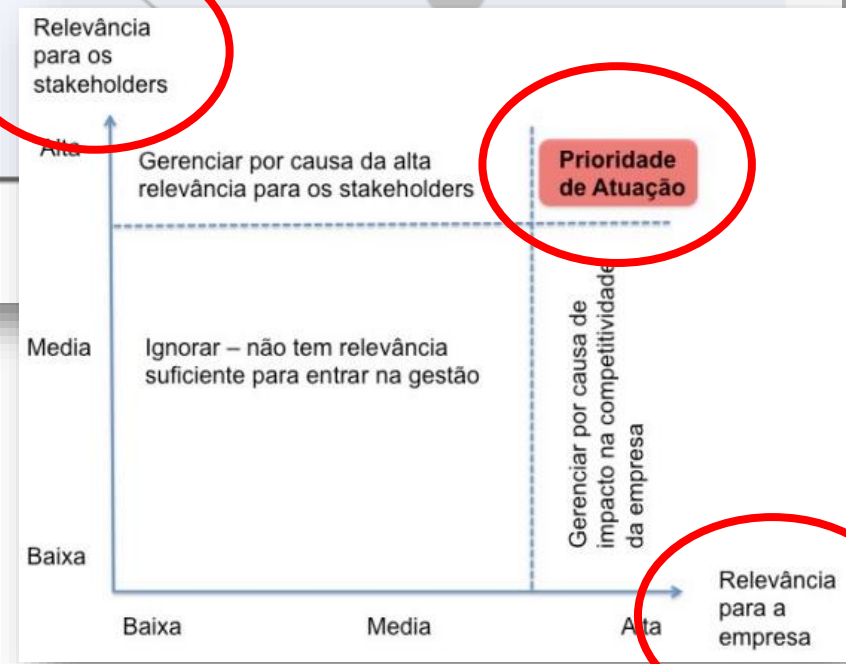 Relevância
para os
stakeholders
Alta
Gerenciar por causa da alta
relevância para os stakeholders
Prioridade
de Atuação
Media
Ignorar – não tem relevância
suficiente para entrar na gestão
Gerenciar por causa de
impacto na competitividade
da empresa
Baixa
Baixa
Media
Alta
Relevância
para a
empresa